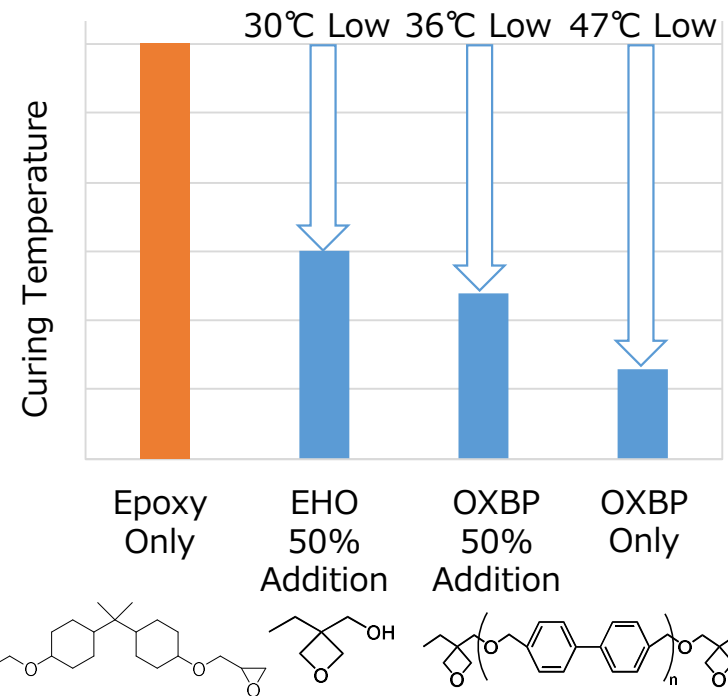 30℃ Low 36℃ Low 47℃ Low
Curing Temperature
Epoxy
Only
EHO
50%
Addition
OXBP
50%
Addition
OXBP
Only
O
O
O
OH
O
O
O
O
O
n